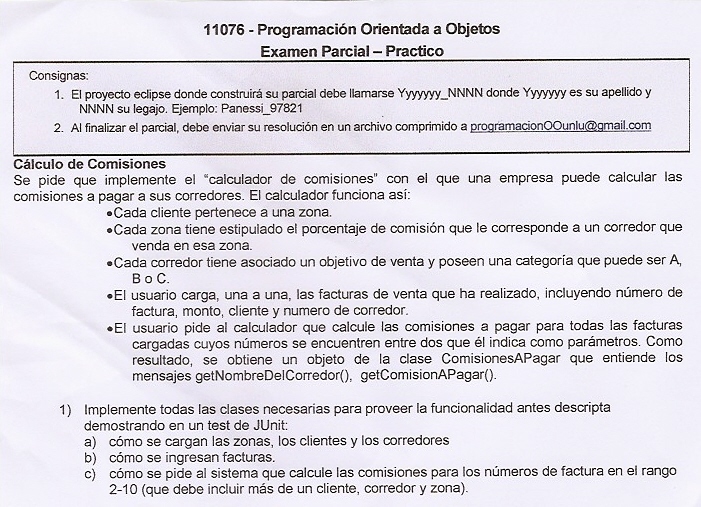 11076 - Programación Orientada a Objetos
Examen Parcial – Practico
Consignas:
1. El proyecto eclipse donde construirá su parcial debe llamarse Yyyyyyy_NNNN donde Yyyyyyy es su apellido y
NNNN su legajo. Ejemplo: Panessi_97821
2. Al finalizar el parcial, debe enviar su resolución en un archivo comprimido a programacionOOunlu@gmail.com
Cálculo de Comisiones
Se pide que implemente el "calculador de comisiones" con el que una empresa puede calcular las
comisiones a pagar a sus corredores. El calculador funciona así:
•Cada cliente pertenece a una zona.
•Cada zona tiene estipulado el porcentaje de comisión que le corresponde a un corredor que
venda en esa zona.
•Cada corredor tiene asociado un objetivo de venta y poseen una categoría que puede ser A,
B o C.
•El usuario carga, una a una, las facturas de venta que ha realizado, incluyendo número de
factura, monto, cliente y numero de corredor.
•El usuario pide al calculador que calcule las comisiones a pagar para todas las facturas
cargadas cuyos números se encuentren entre dos que él indica como parámetros. Como
resultado, se obtiene un objeto de la clase ComisionesAPagar que entiende los
mensajes getNombreDelCorredor(), getComisionAPagar().
1) Implemente todas las clases necesarias para proveer la funcionalidad antes descripta
demostrando en un test de JUnit:
a) cómo se cargan las zonas, los clientes y los corredores
b) cómo se ingresan facturas.
c) cómo se pide al sistema que calcule las comisiones para los números de factura en el rango
2-10 (que debe incluir más de un cliente, corredor y zona).